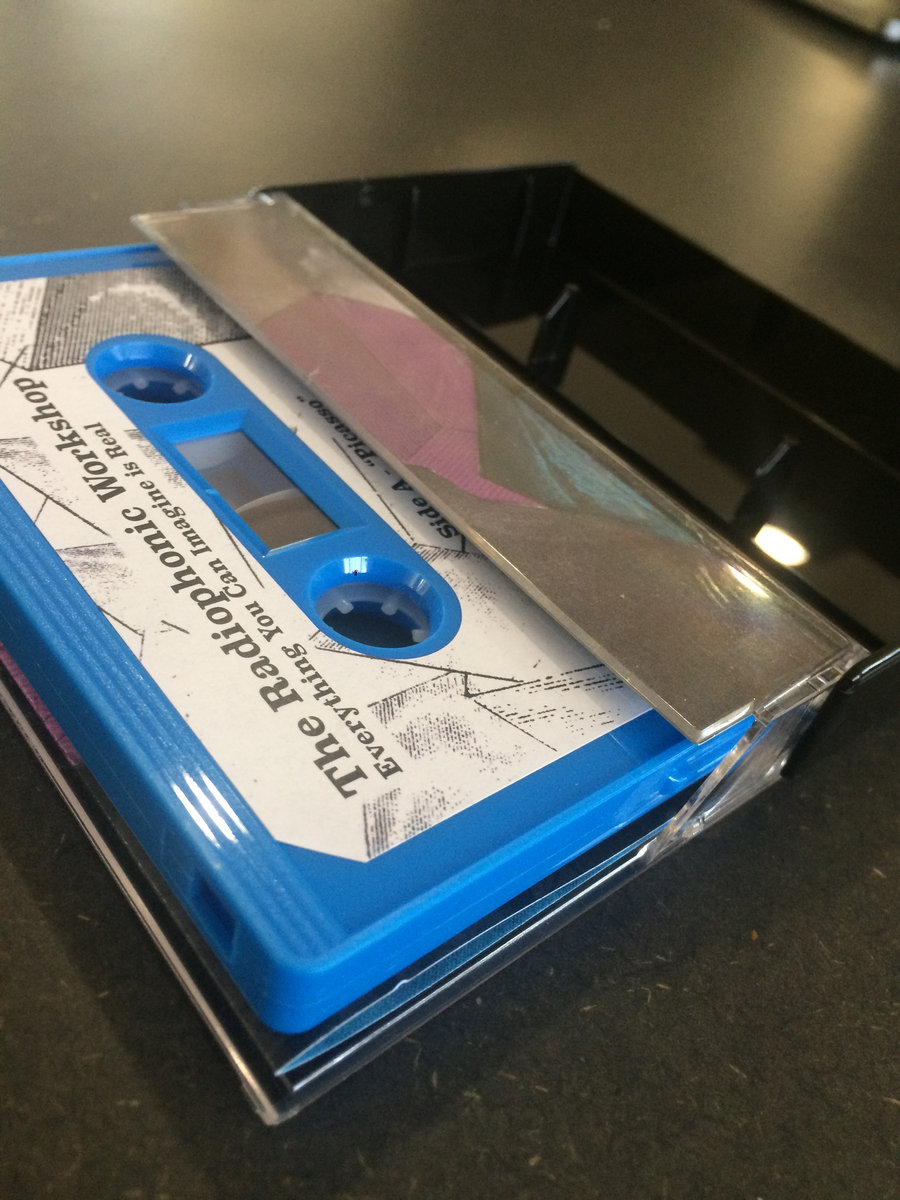 Side A - "Picasso"
The Radiophonic Workshop
Everything You Can Imagine is Real